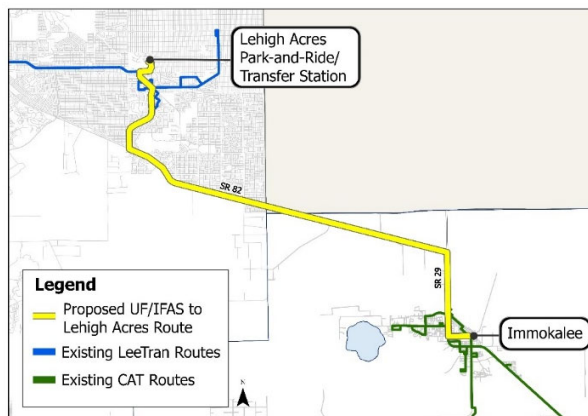 Lehigh Acres
Park-and-Ride/
Transfer Station
SR 82
SR 29
Immokalee
Legend
Proposed UF/IFAS to
Lehigh Acres Route
Existing LeeTran Routes
Existing CAT Routes
N